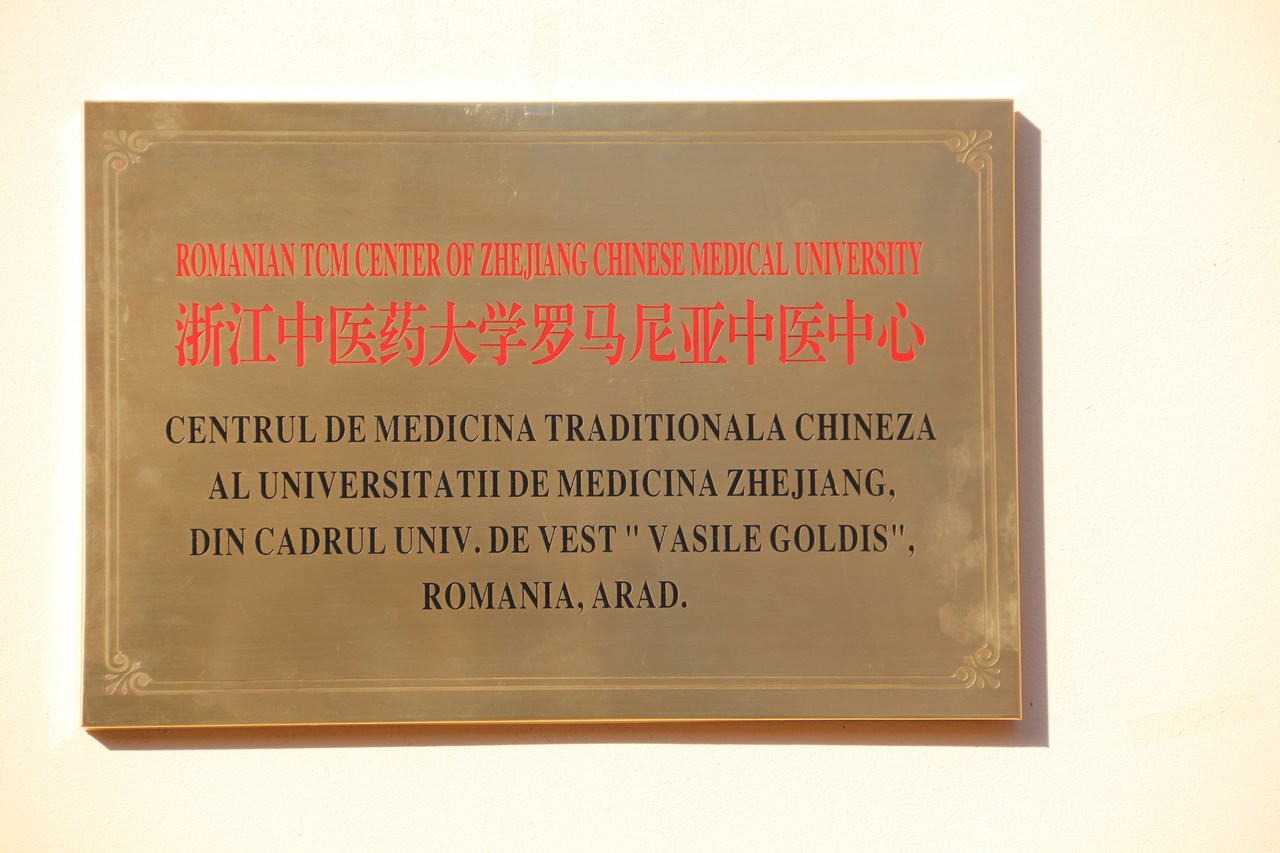 ROMANIAN TCM CENTER OF ZHEJIANG CHINESE MEDICAL UNIVERSITY
浙江中医药大学罗马尼亚中医中心
CENTRUL DE MEDICINA TRADITIONALA CHINEZA
AL UNIVERSITATII DE MEDICINA ZHEJIANG,
DIN CADRUL UNIV. DE VEST " VASILE GOLDIS",
ROMANIA, ARAD.